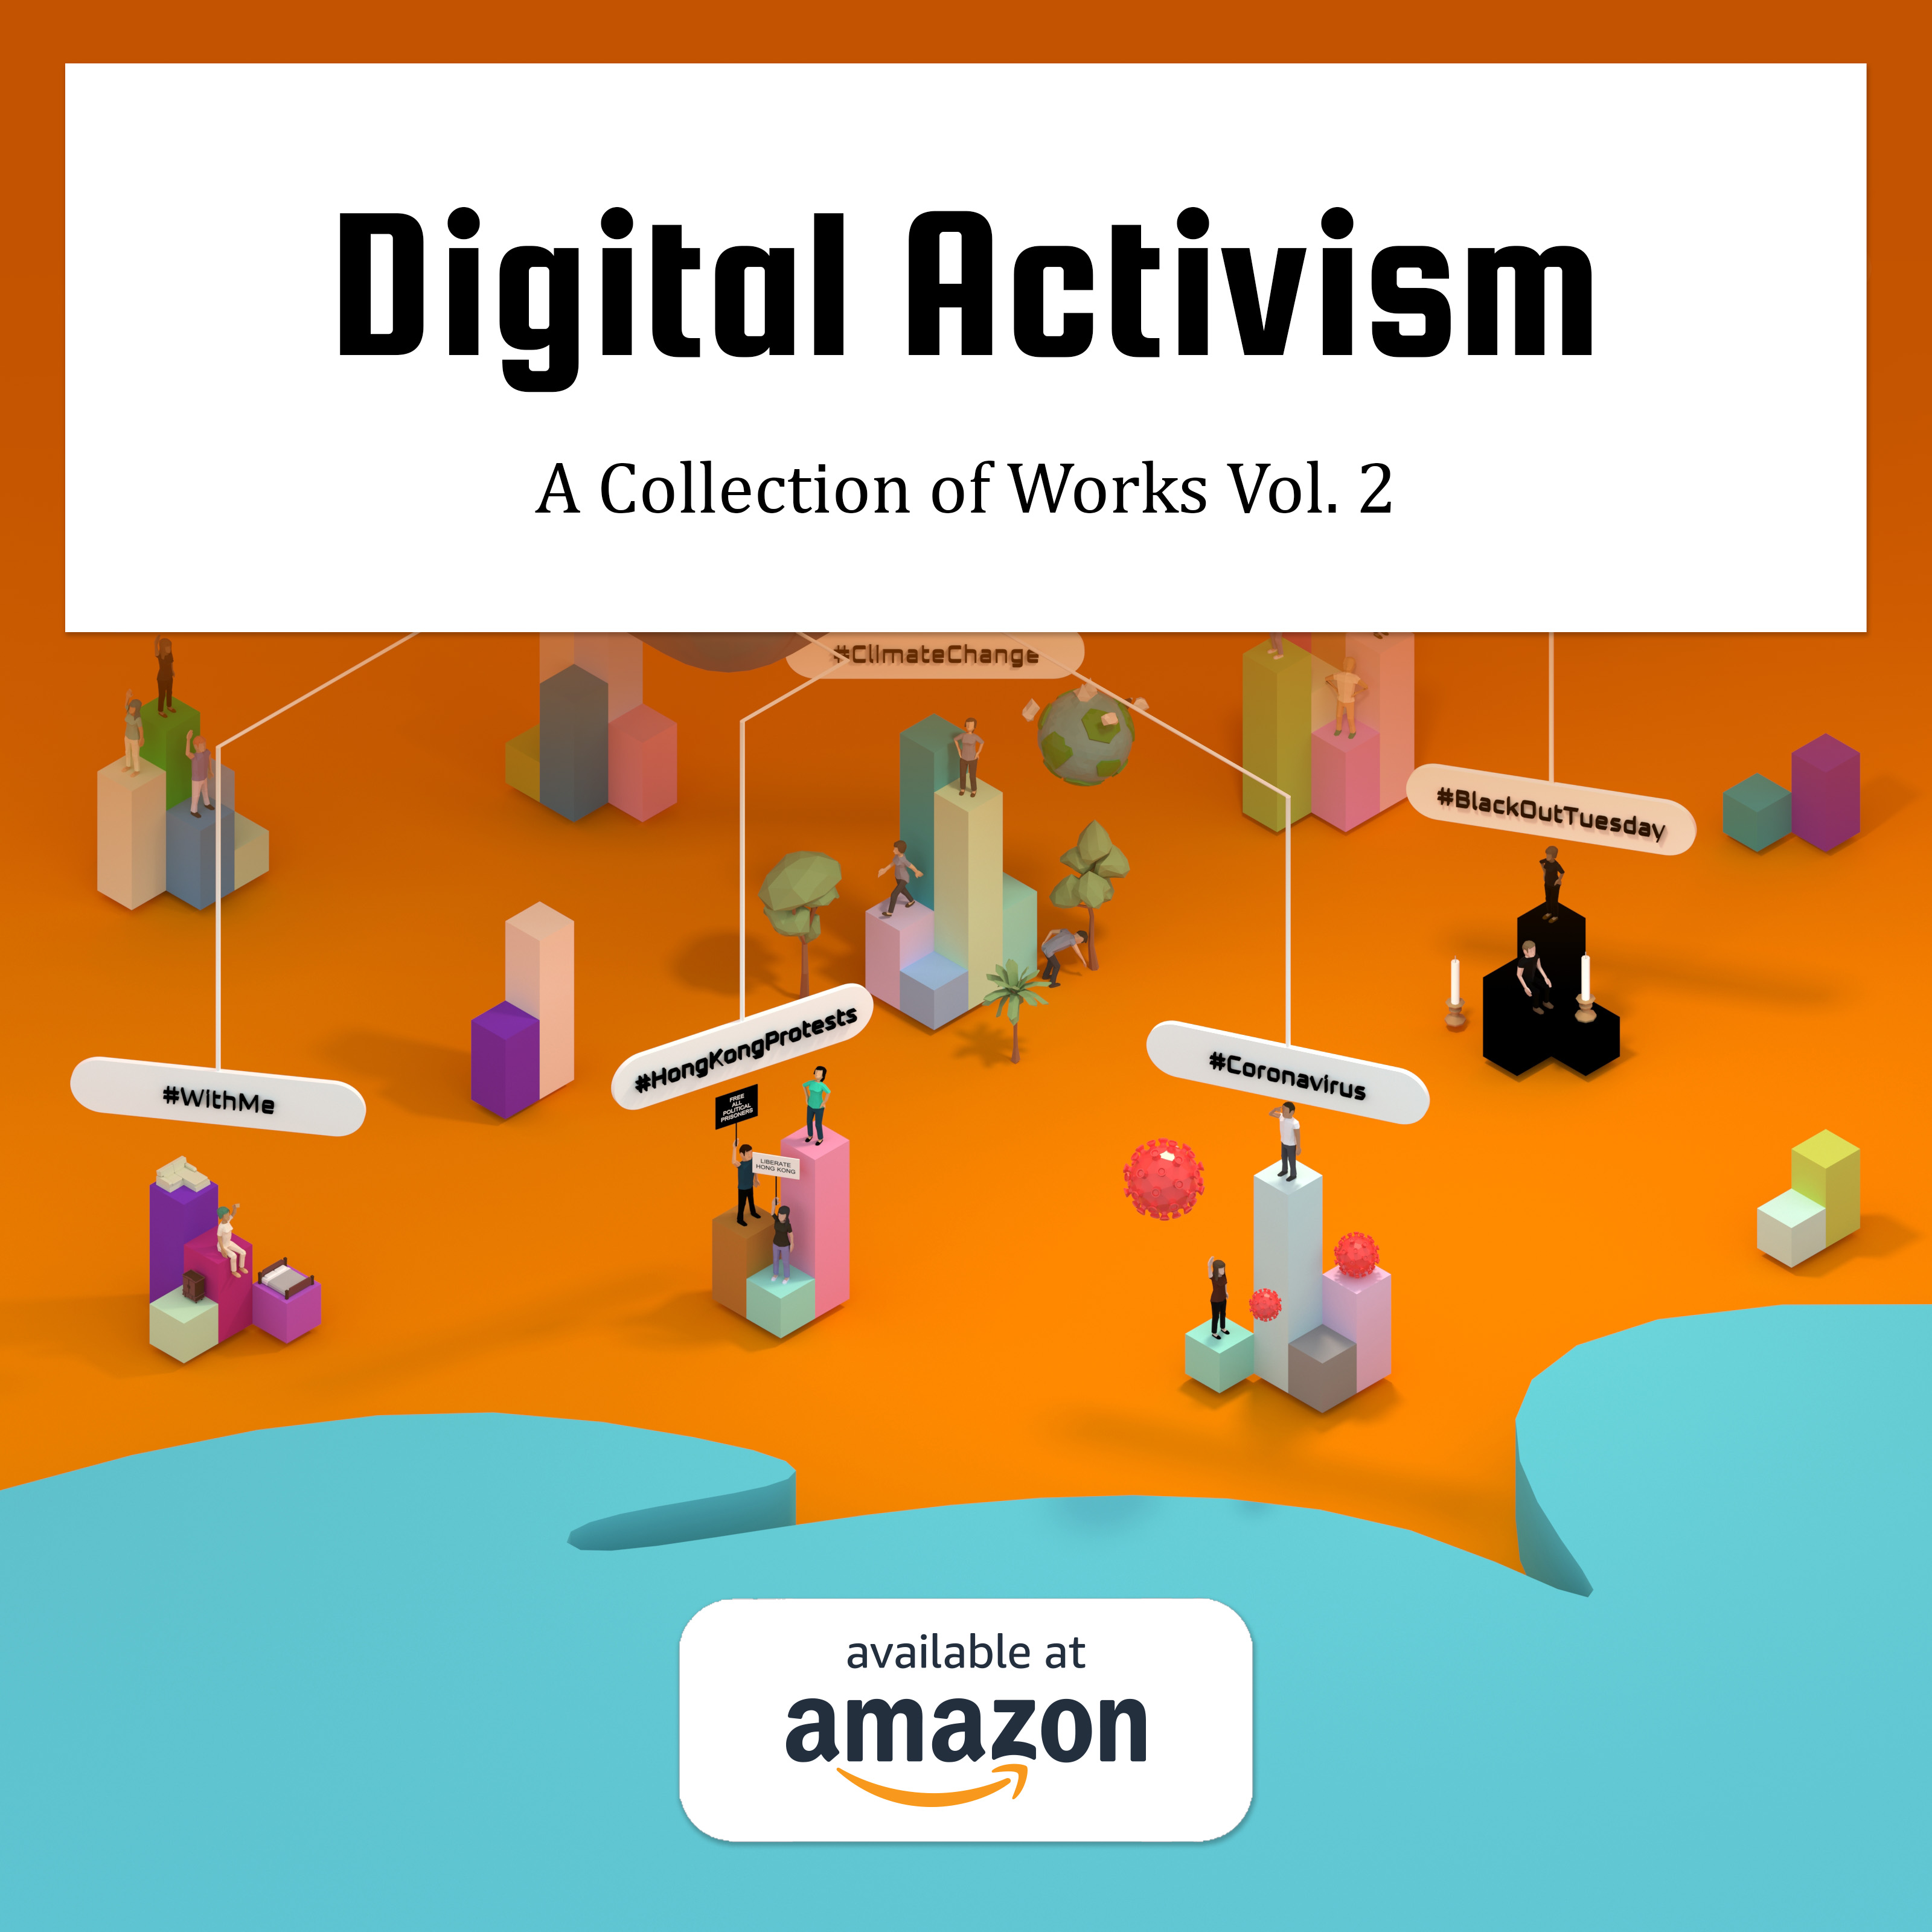 Digital Activism
A Collection of Works Vol. 2
#ClimateChange
#BlackOutTuesday
#HongKongProtests
#Coronavirus
#WithMe
FREE
ALL
POLITICAL
PRISONERS
LIBERATE
HONG KONG
available at
amazon